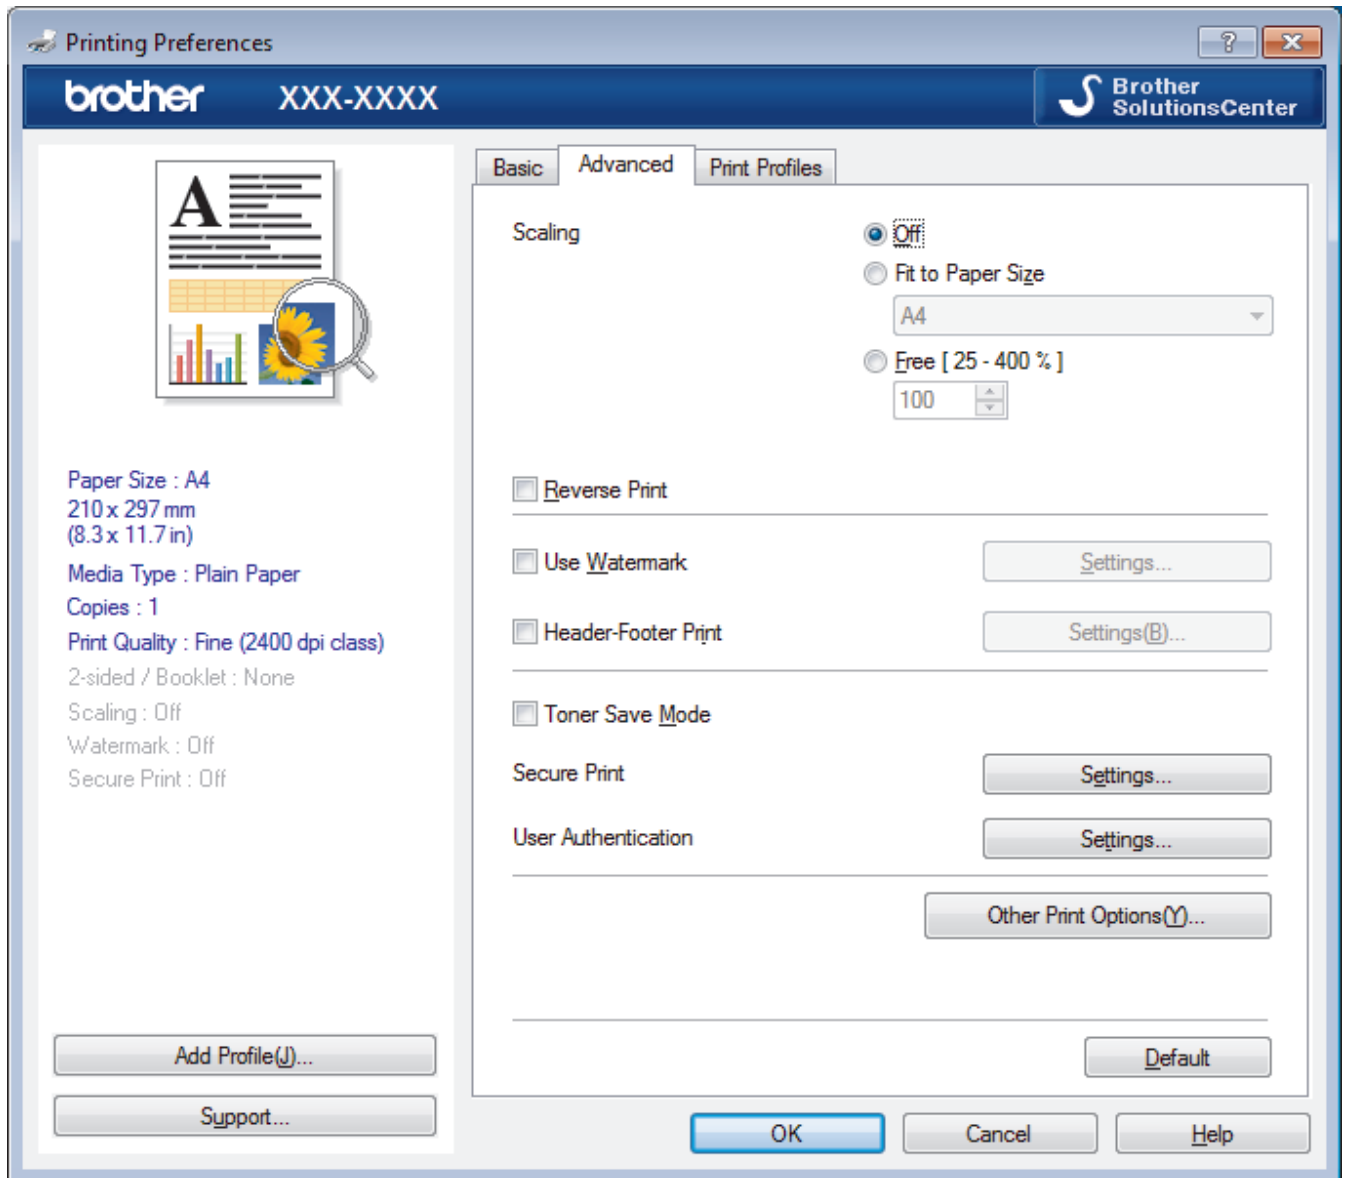 Printing Preferences
?
brother XXX-XXXX
Brother
SolutionsCenter
A
Paper Size : A4
210 x 297 mm
(8.3 x 11.7 in)
Media Type : Plain Paper
Copies : 1
Print Quality : Fine (2400 dpi class)
2-sided / Booklet : None
Scaling : Off
Watermark : Off
Secure Print : Off
Add Profile(J)...
Support...
Basic Advanced Print Profiles
Scaling Off
Fit to Paper Size
A4
Free [ 25 - 400 % ]
100
Reverse Print
Use Watermark Settings...
Header-Footer Print Settings(B)...
Toner Save Mode
Secure Print Settings...
User Authentication Settings...
Other Print Options(Y)...
Default
OK Cancel Help